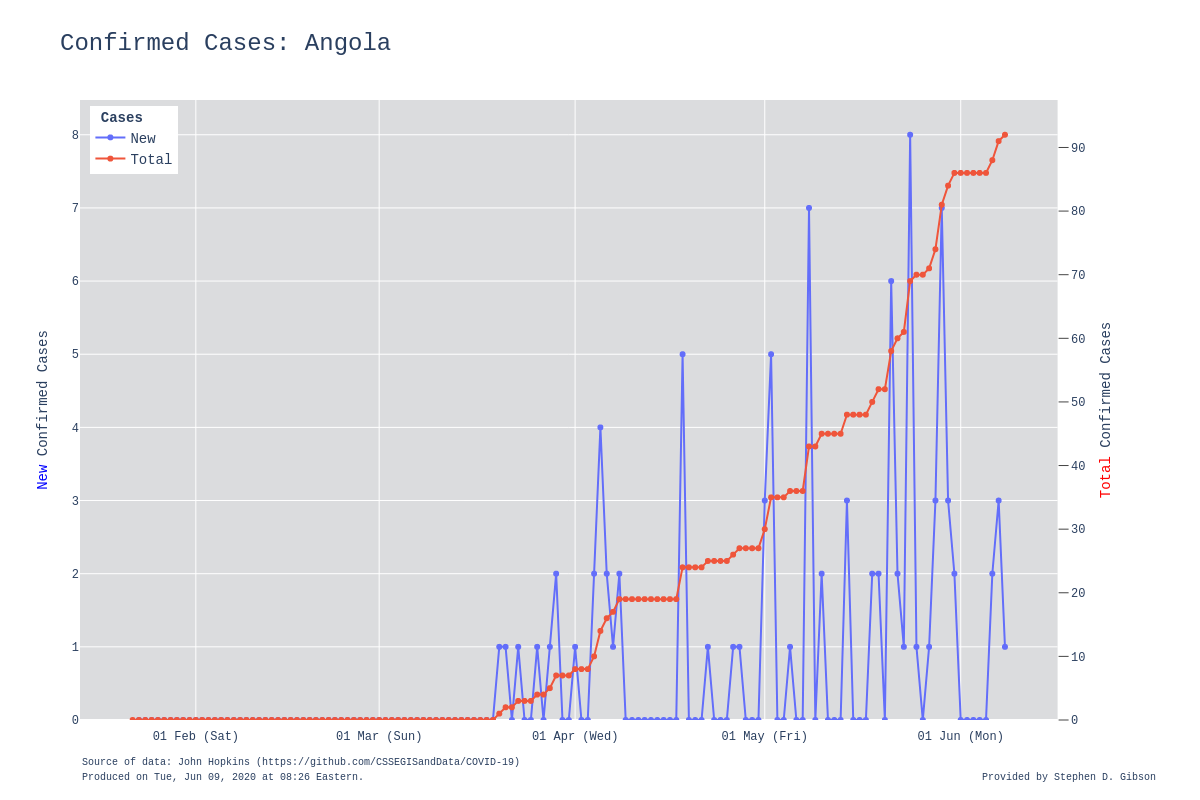 Confirmed Cases: Angola
Cases
New
Total
8
7
6
5
4
3
2
1
0
90
80
70
60
50
40
30
20
10
0
New Confirmed Cases
Total Confirmed Cases
01 Feb (Sat)
01 Mar (Sun)
01 Apr (Wed)
01 May (Fri)
01 Jun (Mon)
Source of data: John Hopkins (https://github.com/CSSEGISandData/COVID-19)
Produced on Tue, Jun 09, 2020 at 08:26 Eastern.
Provided by Stephen D. Gibson